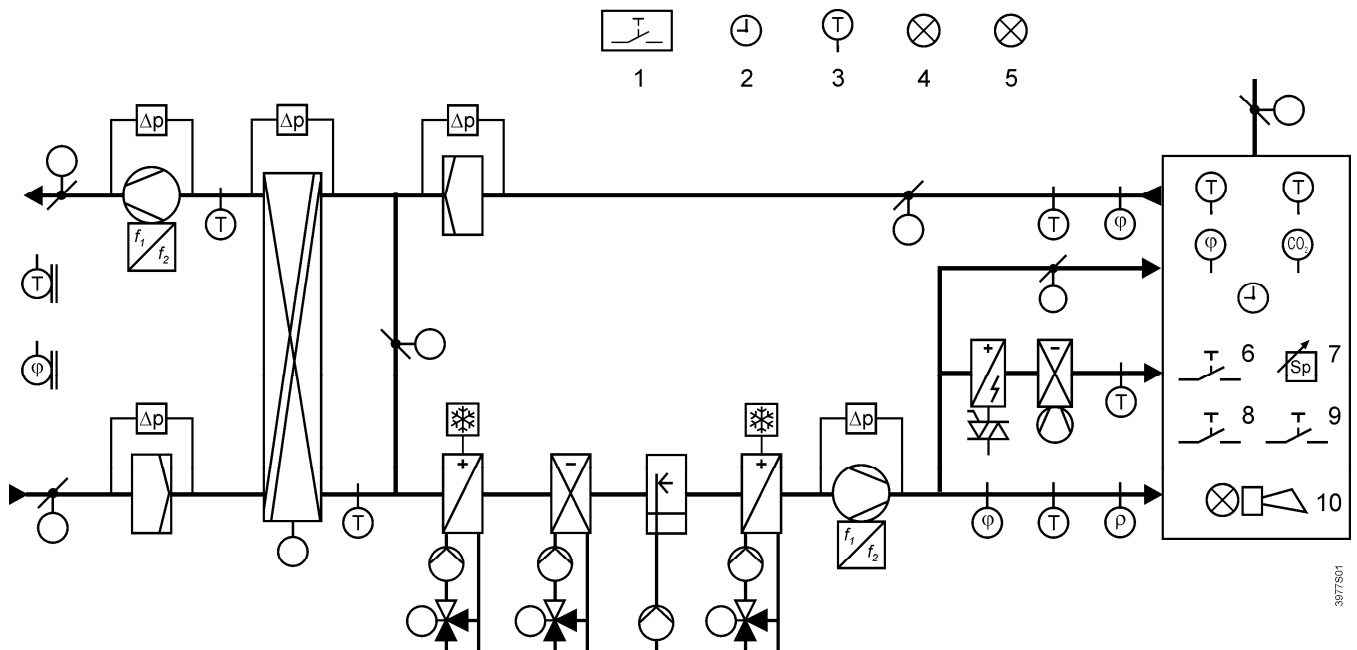 T
1 2 3 4 5
Δp Δp Δp
T T φ
f1 f2
T T
φ CO2
T
φ
6 7
Sp
+ −
T
8 9
Δp Δp
+ − +
10
T φ T ρ
f1 f2
3977S01